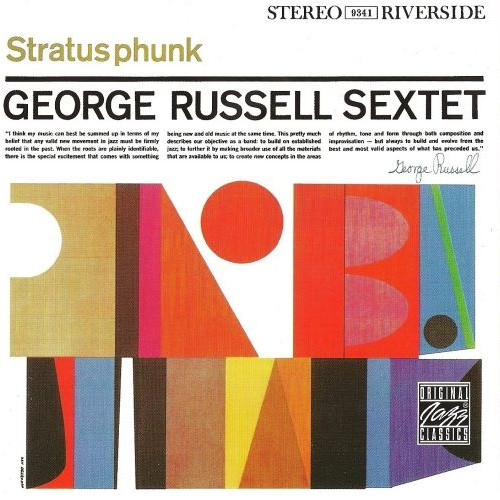 STEREO 9341 RIVERSIDE
Stratusphunk
GEORGE RUSSELL SEXTET
"I think my music can best be summed up in terms of my
belief that any valid new movement in jazz must be firmly
rooted in the past. When the roots are plainly identifiable,
there is the special excitement that comes with something
being new and old music at the same time. This pretty much
describes our objective as a band: to build on established
jazz; to further it by making broader use of all the materials
that are available to us; to create new concepts in the areas
of rhythm, tone and form through both composition and
improvisation — but always to build and evolve from the
best and most valid aspects of what has preceded us."
George Russell
ORIGINAL
Jazz
CLASSICS
®